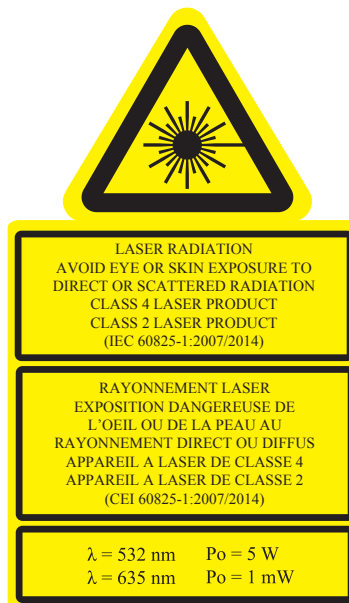 LASER RADIATION
AVOID EYE OR SKIN EXPOSURE TO
DIRECT OR SCATTERED RADIATION
CLASS 4 LASER PRODUCT
CLASS 2 LASER PRODUCT
(IEC 60825-1:2007/2014)
RAYONNEMENT LASER
EXPOSITION DANGEREUSE DE
L'OEIL OU DE LA PEAU AU
RAYONNEMENT DIRECT OU DIFFUS
APPAREIL A LASER DE CLASSE 4
APPAREIL A LASER DE CLASSE 2
(CEI 60825-1:2007/2014)
λ = 532 nm Po = 5 W
λ = 635 nm Po = 1 mW